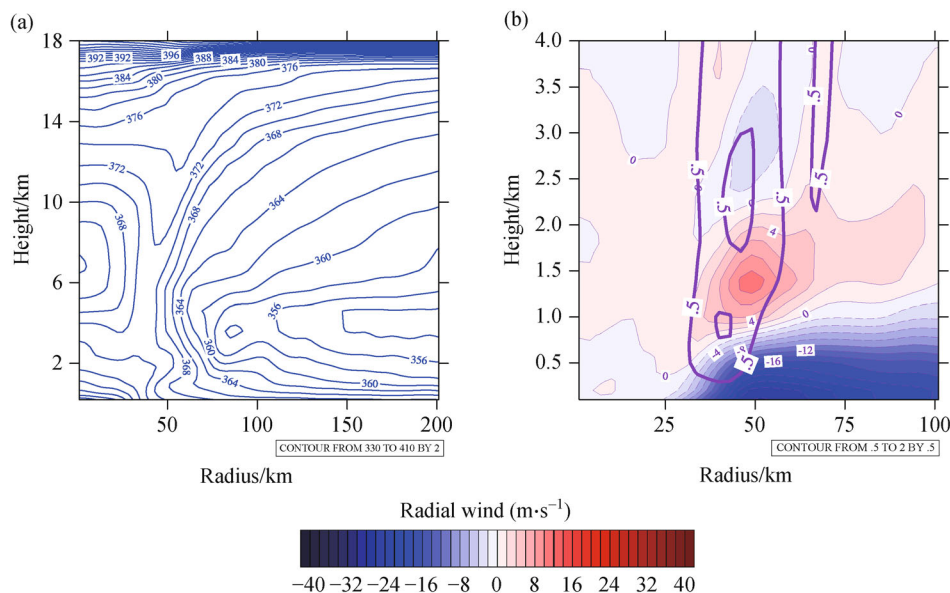 (a)
18
14
10
6
2
Height/km
392 392 396 388 384 380
384 380 376
376
372
372 368
368
372
368 364
360
364 356
360
368 356
364 360
50 100 150 200
CONTOUR FROM 330 TO 410 BY 2
Radius/km
(b)
4.0
3.5
3.0
2.5
2.0
1.5
1.0
0.5
Height/km
.5
0
0
.5 .5
.5 .5
0
4
.5
4 0
-4 -8 -12
0 .5 -16
25 50 75 100
CONTOUR FROM .5 TO 2 BY .5
Radius/km
Radial wind (m·s⁻¹)
−40 −32 −24 −16 −8 0 8 16 24 32 40